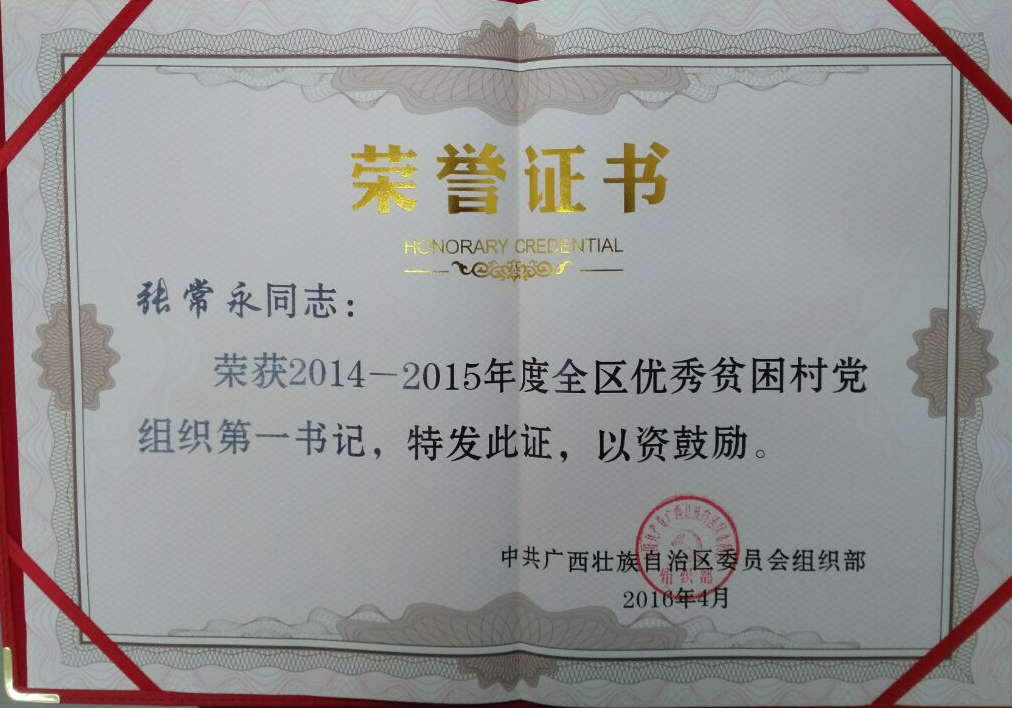 荣誉证书
HONORARY CREDENTIAL
张常永同志：
荣获2014－2015年度全区优秀贫困村党
组织第一书记，特发此证，以资鼓励。
中共广西壮族自治区委员会组织部
组织部
2016年4月